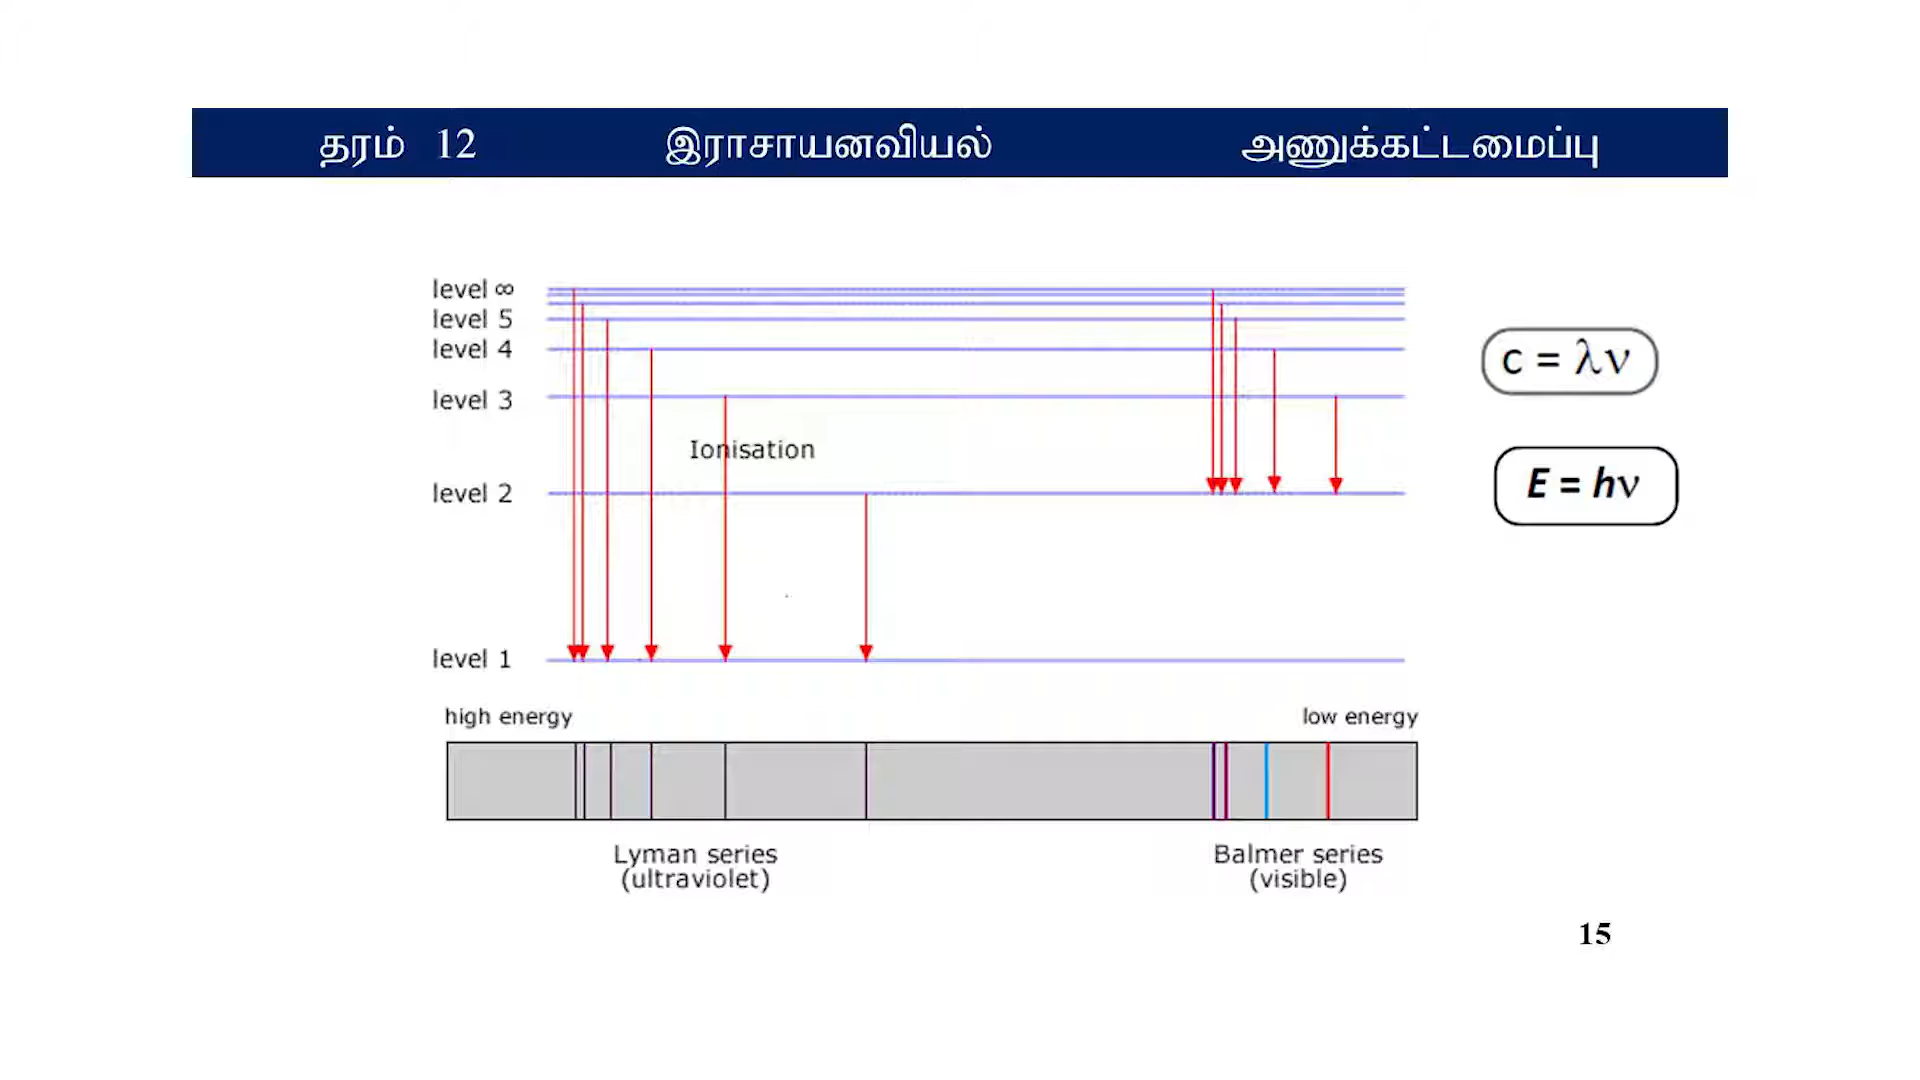 தரம் 12 இராசாயனவியல் அணுக்கட்டமைப்பு
level ∞
level 5
level 4
level 3
Ionisation
level 2
level 1
c = λν
E = hν
high energy low energy
Lyman series
(ultraviolet)
Balmer series
(visible)
15